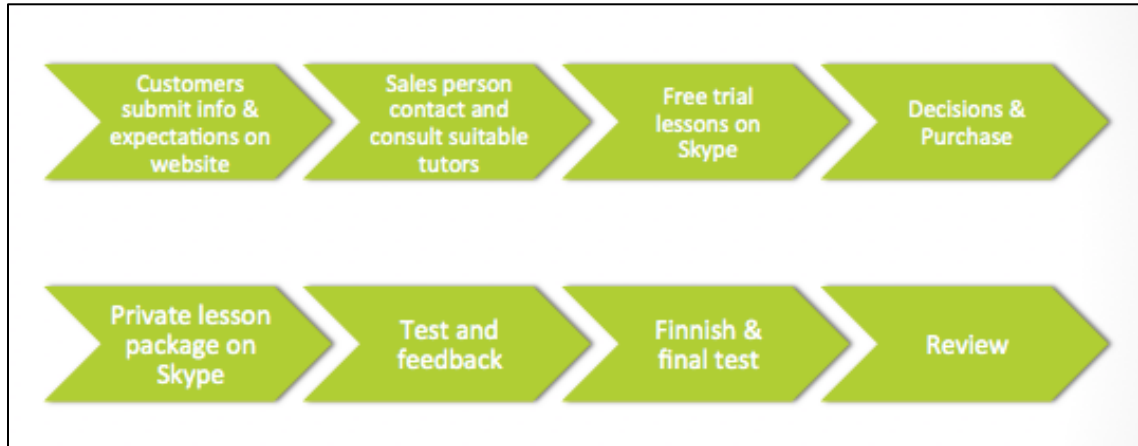 Customers
submit info &
expectations on
website
Sales person
contact and
consult suitable
tutors
Free trial
lessons on
Skype
Decisions &
Purchase
Private lesson
package on
Skype
Test and
feedback
Finnish &
final test
Review